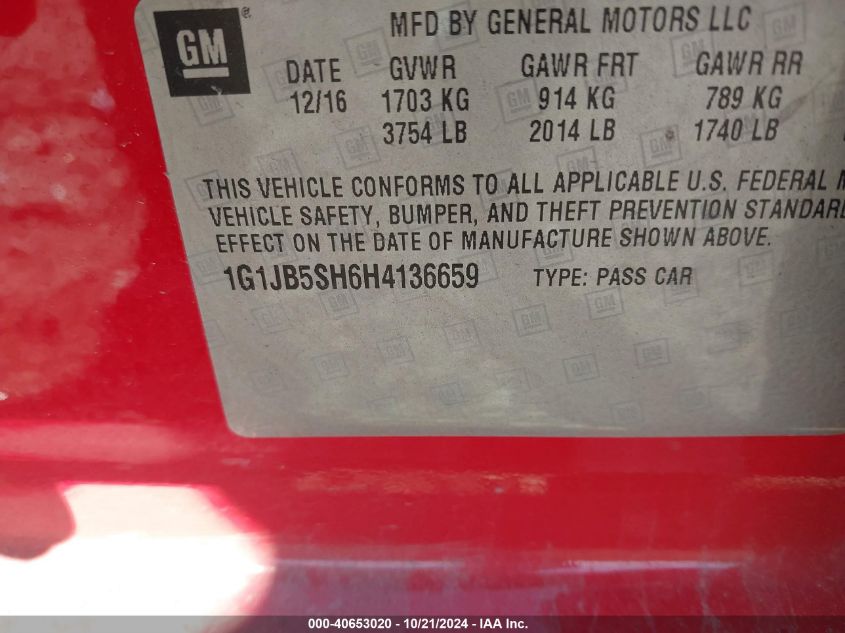 GM ®
MFD BY GENERAL MOTORS LLC
DATE GVWR GAWR FRT GAWR RR
12/16 1703 KG 914 KG 789 KG
3754 LB 2014 LB 1740 LB
THIS VEHICLE CONFORMS TO ALL APPLICABLE U.S. FEDERAL
VEHICLE SAFETY, BUMPER, AND THEFT PREVENTION STANDARD
EFFECT ON THE DATE OF MANUFACTURE SHOWN ABOVE.
1G1JB5SH6H4136659 TYPE: PASS CAR
000-40653020 - 10/21/2024 - IAA Inc.